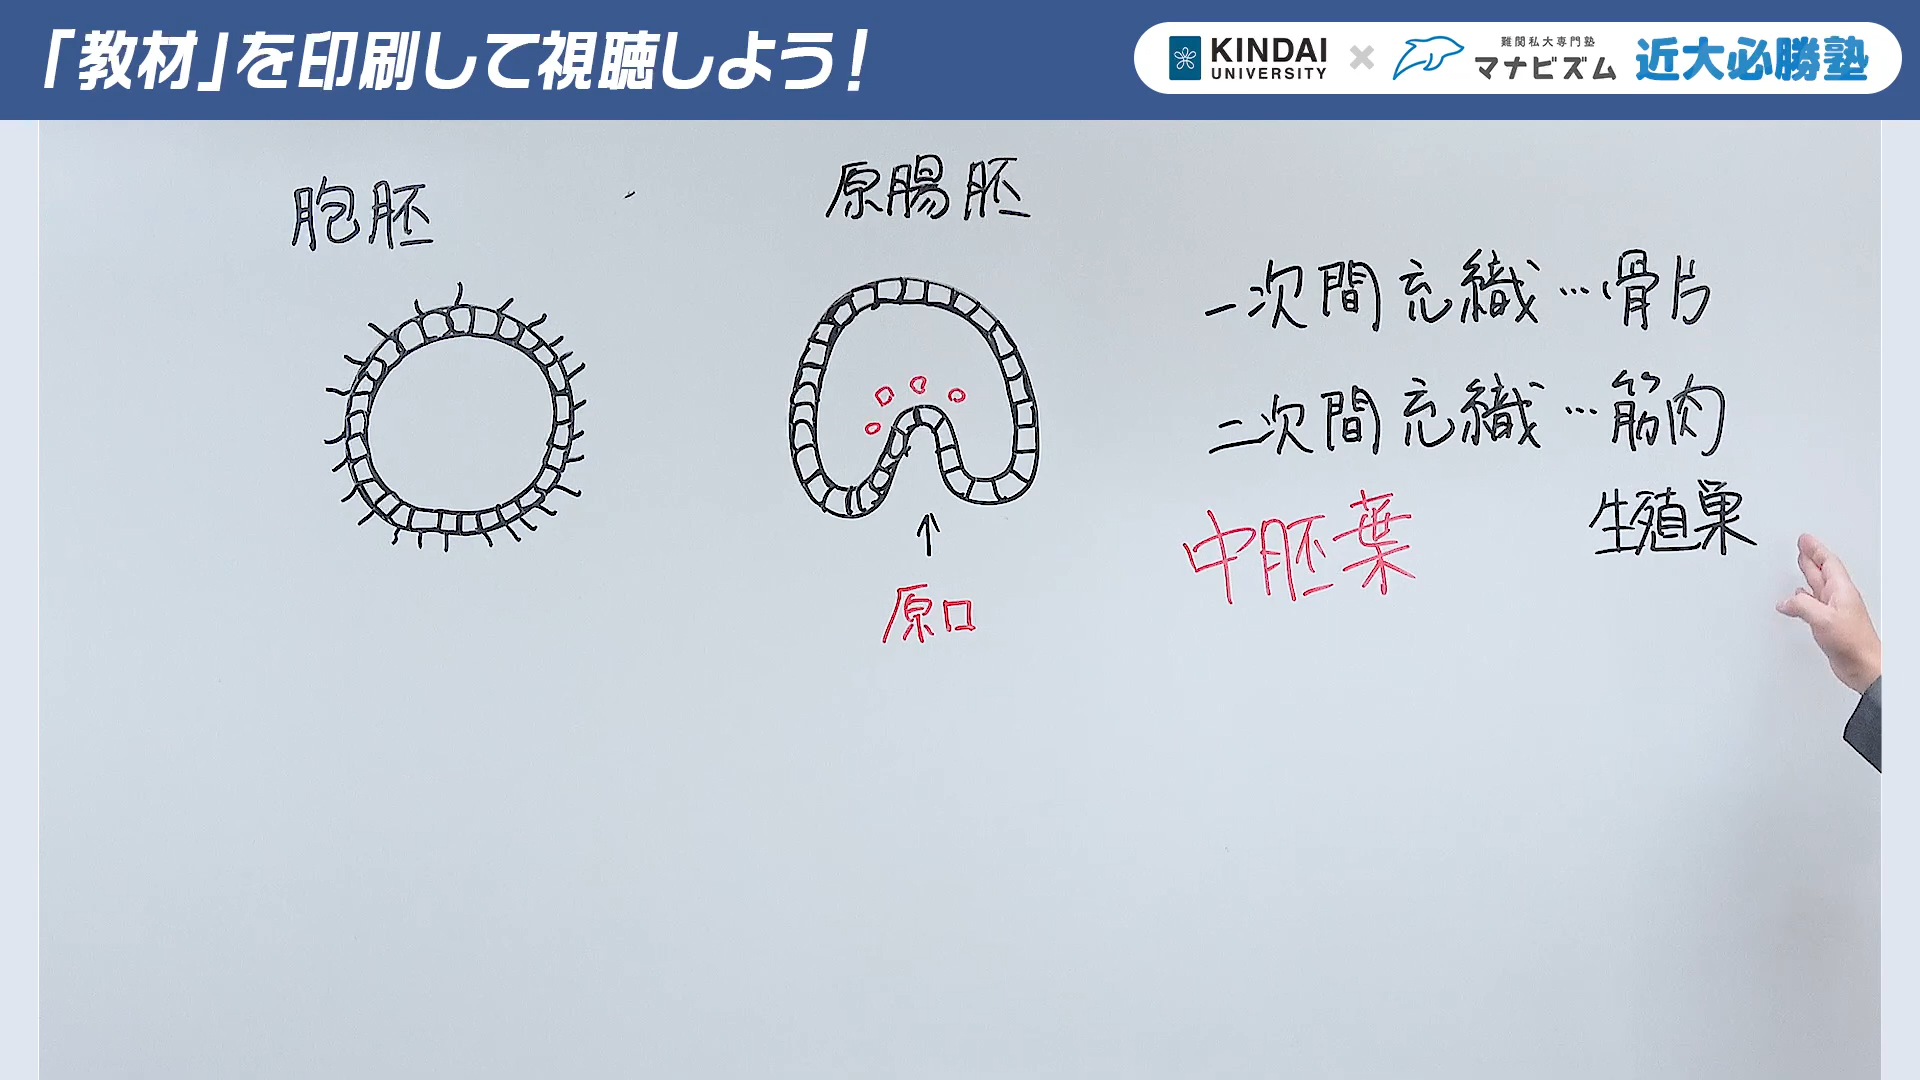 「教材」を印刷して視聴しよう!
KINDAI UNIVERSITY × 難関私大専門塾 マナビズム 近大必勝塾
胞胚
原腸胚
一次間充織…骨片
二次間充織…筋肉
生殖巣
中胚葉
原口